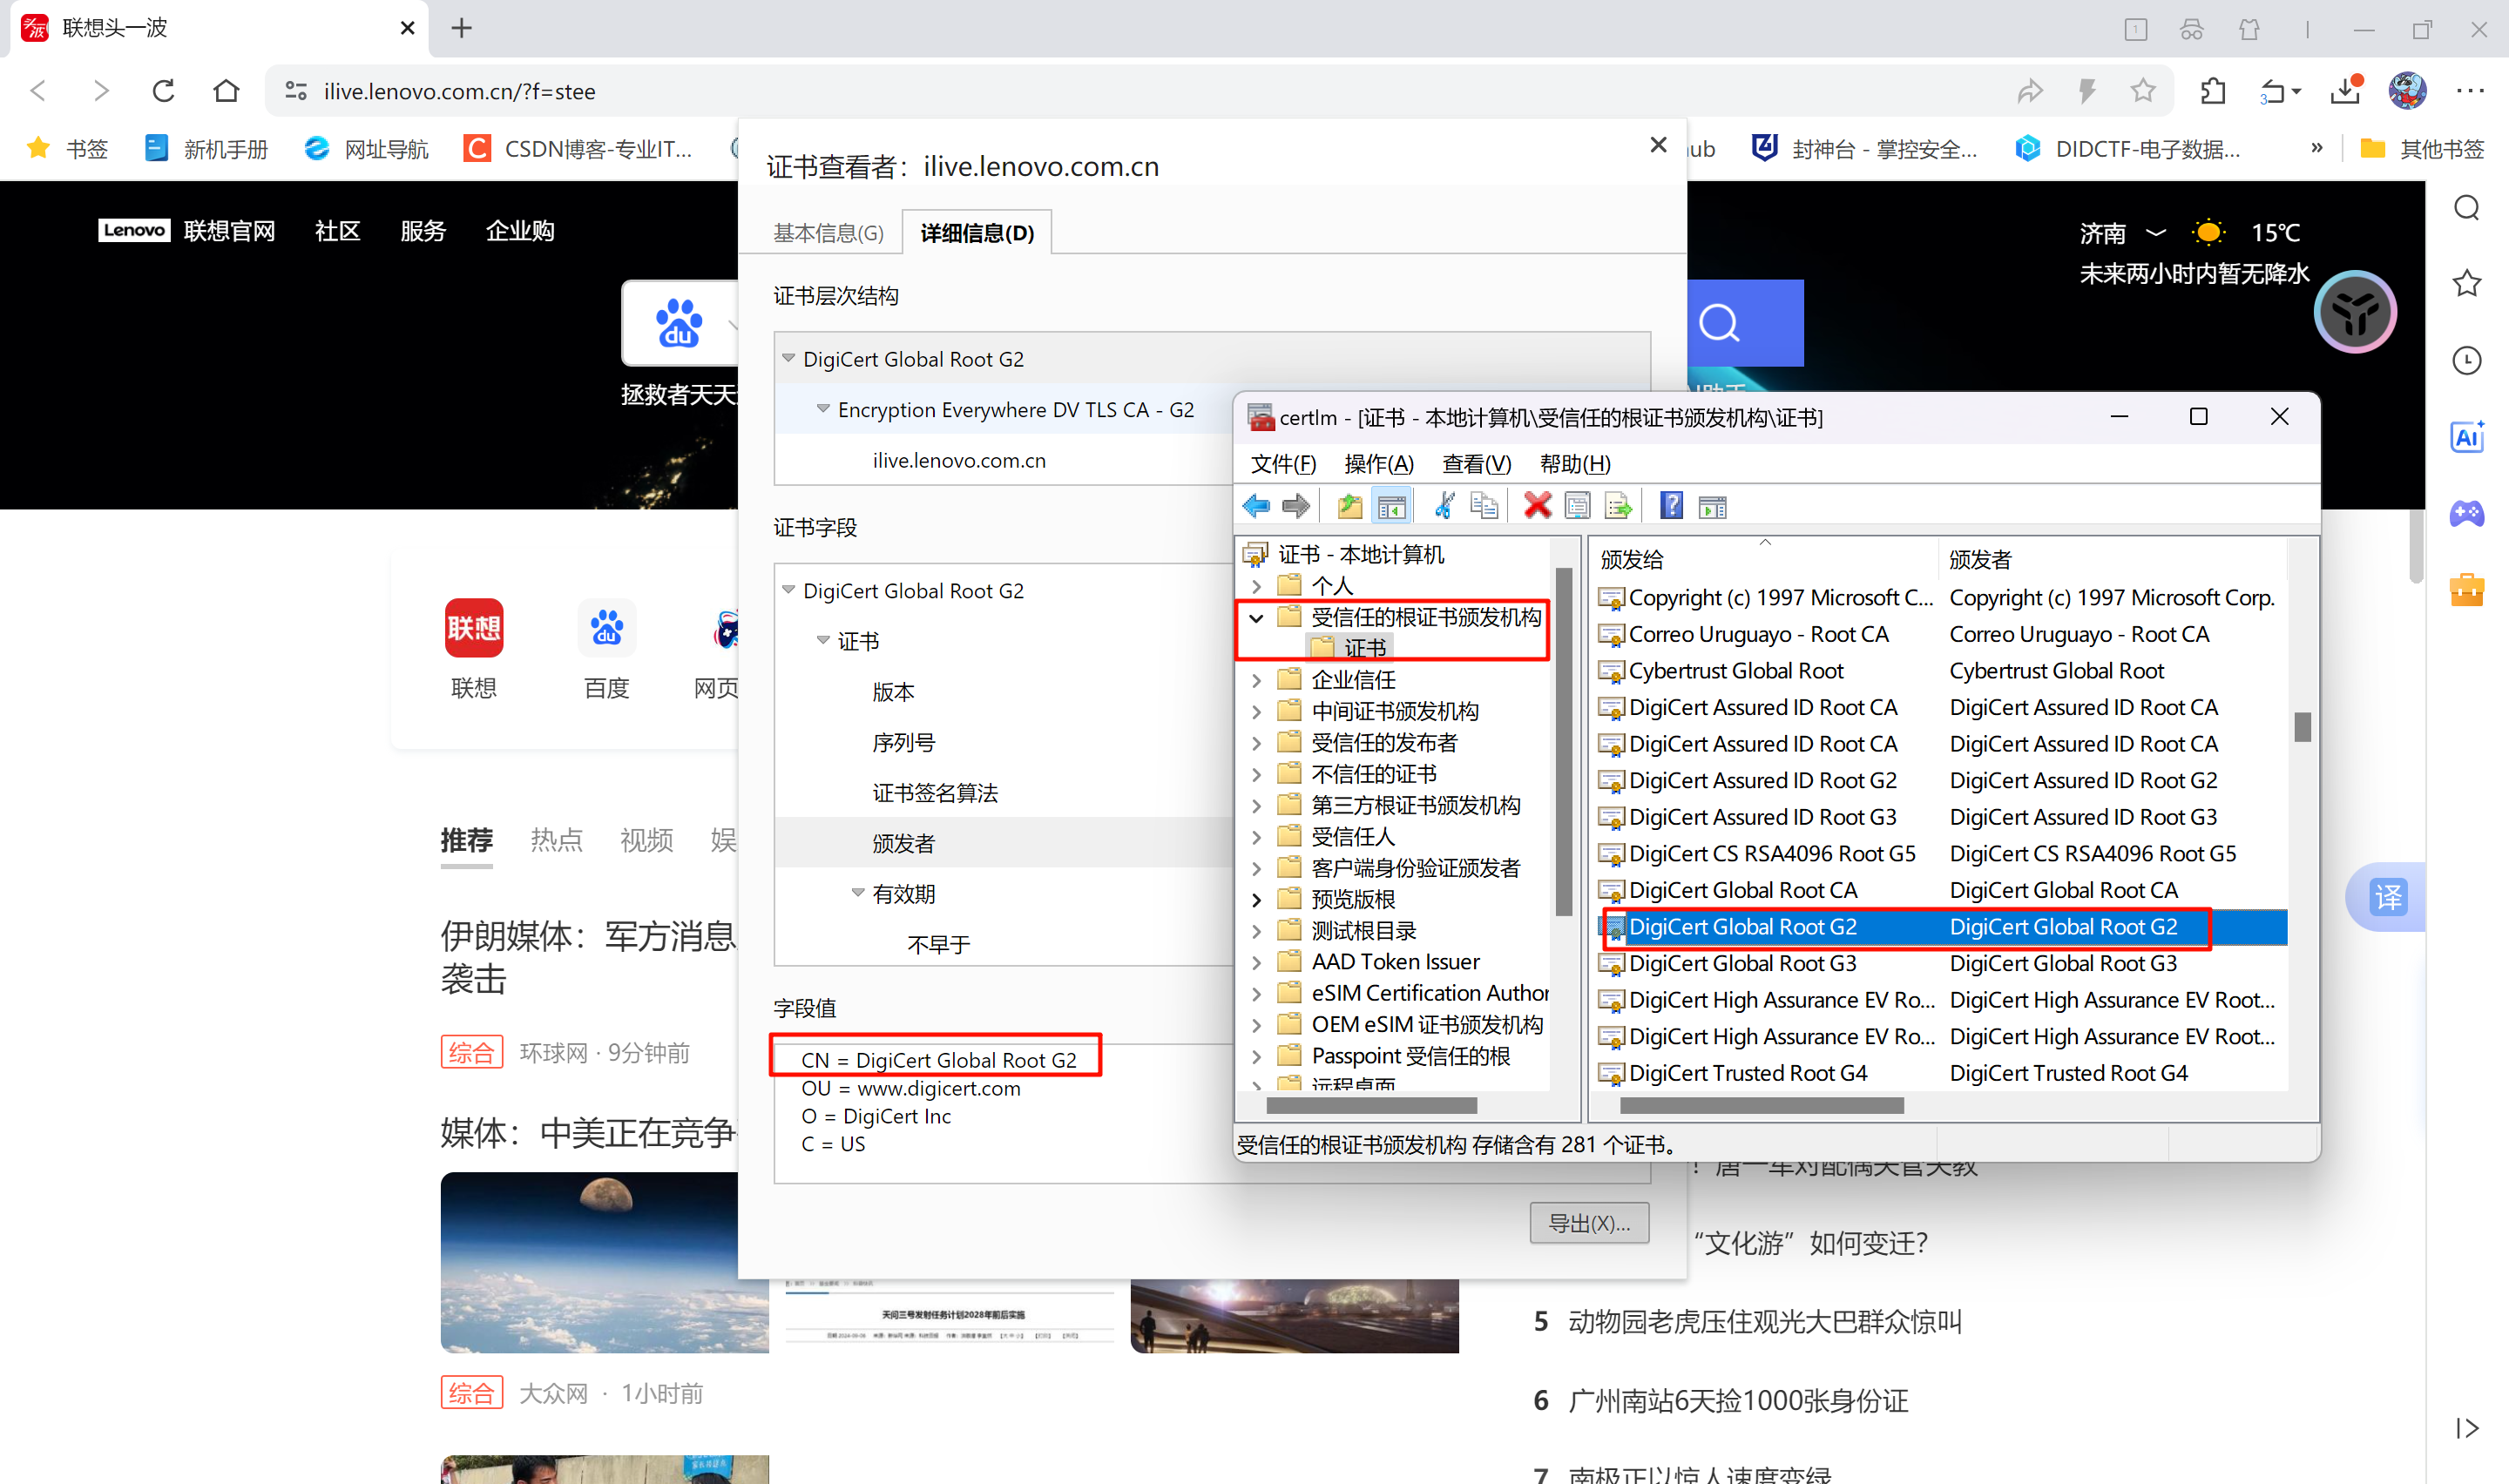 联想头一波
ilive.lenovo.com.cn/?f=stee
3
书签
新机手册
网址导航
CSDN博客-专业IT...
ub
封神台 - 掌控安全...
DIDCTF-电子数据...
»
其他书签
Lenovo 联想官网 社区 服务 企业购
济南 15℃
未来两小时内暂无降水
du
拯救者天天
证书查看者：ilive.lenovo.com.cn
基本信息(G) 详细信息(D)
证书层次结构
DigiCert Global Root G2
Encryption Everywhere DV TLS CA - G2
ilive.lenovo.com.cn
证书字段
DigiCert Global Root G2
证书
版本
序列号
证书签名算法
颁发者
有效期
不早于
字段值
CN = DigiCert Global Root G2
OU = www.digicert.com
O = DigiCert Inc
C = US
导出(X)...
certlm - [证书 - 本地计算机\受信任的根证书颁发机构\证书]
文件(F) 操作(A) 查看(V) 帮助(H)
证书 - 本地计算机
个人
受信任的根证书颁发机构
证书
企业信任
中间证书颁发机构
受信任的发布者
不信任的证书
第三方根证书颁发机构
受信任人
客户端身份验证颁发者
预览版根
测试根目录
AAD Token Issuer
eSIM Certification Author
OEM eSIM 证书颁发机构
Passpoint 受信任的根
远程桌面
颁发给 颁发者
Copyright (c) 1997 Microsoft C... Copyright (c) 1997 Microsoft Corp.
Correo Uruguayo - Root CA Correo Uruguayo - Root CA
Cybertrust Global Root Cybertrust Global Root
DigiCert Assured ID Root CA DigiCert Assured ID Root CA
DigiCert Assured ID Root CA DigiCert Assured ID Root CA
DigiCert Assured ID Root G2 DigiCert Assured ID Root G2
DigiCert Assured ID Root G3 DigiCert Assured ID Root G3
DigiCert CS RSA4096 Root G5 DigiCert CS RSA4096 Root G5
DigiCert Global Root CA DigiCert Global Root CA
DigiCert Global Root G2 DigiCert Global Root G2
DigiCert Global Root G3 DigiCert Global Root G3
DigiCert High Assurance EV Ro... DigiCert High Assurance EV Root...
DigiCert High Assurance EV Ro... DigiCert High Assurance EV Root...
DigiCert Trusted Root G4 DigiCert Trusted Root G4
受信任的根证书颁发机构 存储含有 281 个证书。
联想
du
联想 百度 网页
推荐 热点 视频 娱
伊朗媒体：军方消息
袭击
综合 环球网 · 9分钟前
媒体：中美正在竞争
天问三号发射任务计划2028年前后实施
综合 大众网 · 1小时前
“文化游”如何变迁？
5 动物园老虎压住观光大巴群众惊叫
6 广州南站6天捡1000张身份证
7 南极正以惊人速度变绿
译
Ai